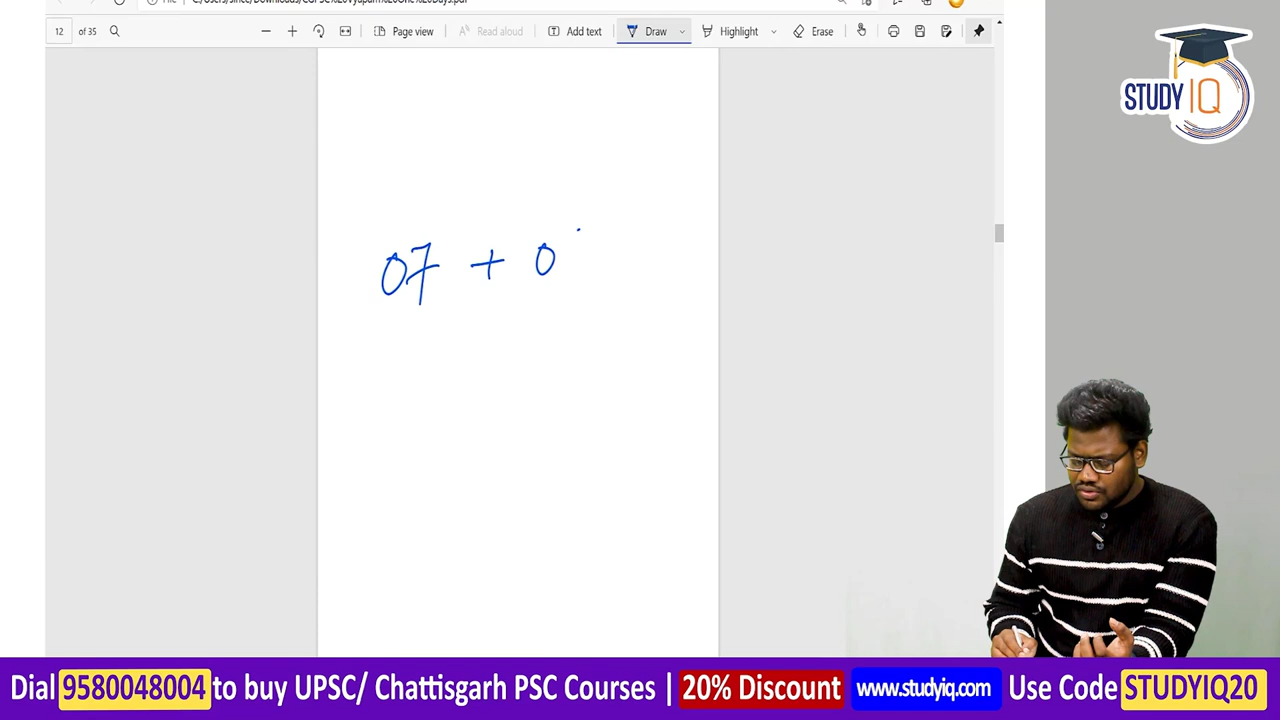 12 of 35 Page view Read aloud Add text Draw Highlight Erase
STUDY IQ
07 + 0
Dial 9580048004 to buy UPSC/ Chattisgarh PSC Courses | 20% Discount www.studyiq.com Use Code STUDYIQ20